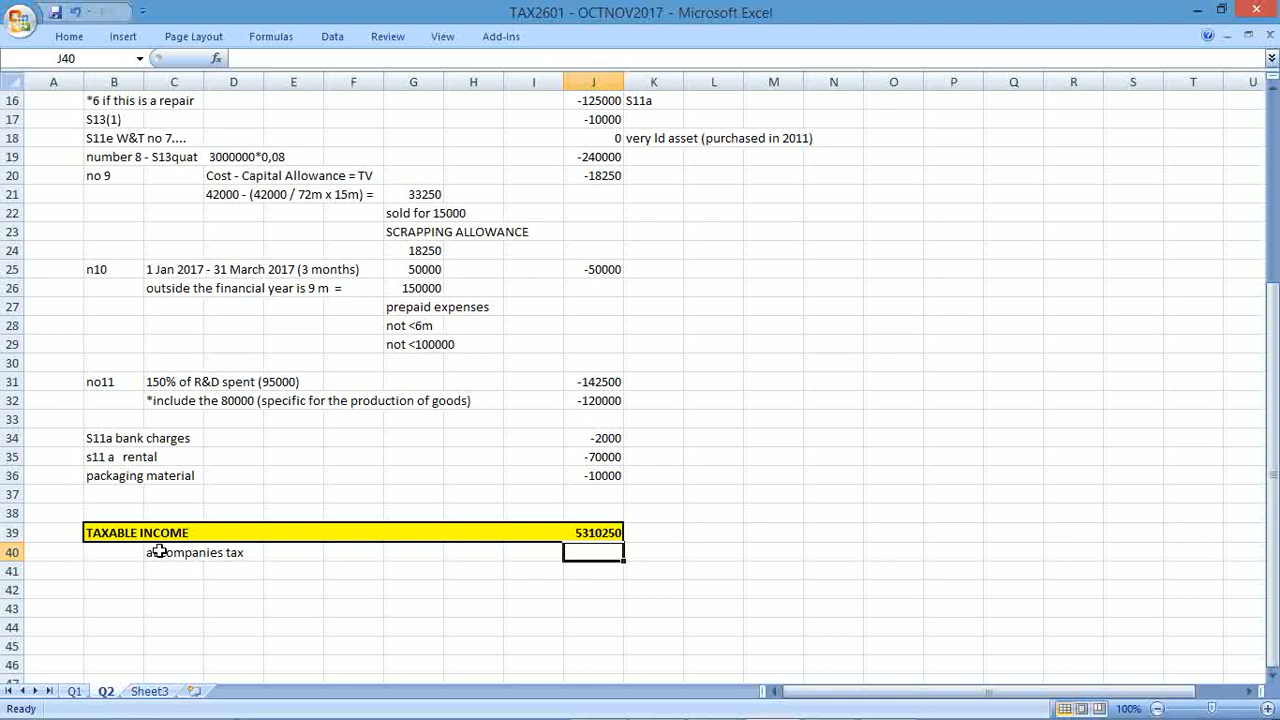 TAX2601 - OCTNOV2017 - Microsoft Excel
Home Insert Page Layout Formulas Data Review View Add-Ins
J40 fx
A B C D E F G H I J K L M N O P Q R S T U
16 *6 if this is a repair -125000 S11a
17 S13(1) -10000
18 S11e W&T no 7.... 0 very ld asset (purchased in 2011)
19 number 8 - S13quat 3000000*0,08 -240000
20 no 9 Cost - Capital Allowance = TV -18250
21 42000 - (42000 / 72m x 15m) = 33250
22 sold for 15000
23 SCRAPPING ALLOWANCE
24 18250
25 n10 1 Jan 2017 - 31 March 2017 (3 months) 50000 -50000
26 outside the financial year is 9 m = 150000
27 prepaid expenses
28 not <6m
29 not <100000
30
31 no11 150% of R&D spent (95000) -142500
32 *include the 80000 (specific for the production of goods) -120000
33
34 S11a bank charges -2000
35 s11 a rental -70000
36 packaging material -10000
37
38
39 TAXABLE INCOME 5310250
40 companies tax
41
42
43
44
45
46
Q1 Q2 Sheet3
Ready 100%